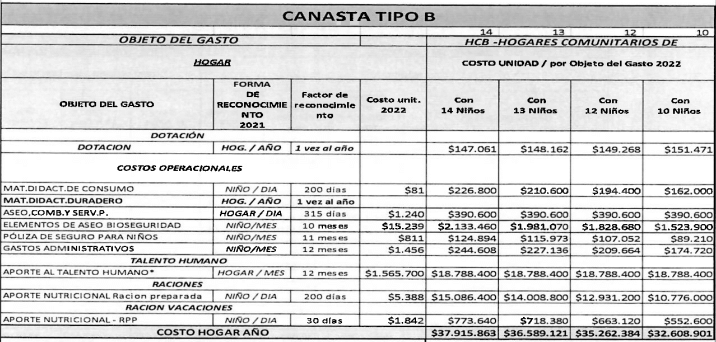 CANASTA TIPO B
14 13 12 10
OBJETO DEL GASTO HCB -HOGARES COMUNITARIOS DE
HOGAR COSTO UNIDAD / por Objeto del Gasto 2022
OBJETO DEL GASTO FORMA DE RECONOCIMIE NTO 2021 Factor de reconocimie nto Costo unit. 2022 Con 14 Niños Con 13 Niños Con 12 Niños Con 10 Niños
DOTACIÓN
DOTACION HOG. / AÑO 1 vez al año $147.061 $148.162 $149.268 $151.471
COSTOS OPERACIONALES
MAT.DIDACT.DE CONSUMO NIÑO / DIA 200 días $81 $226.800 $210.600 $194.400 $162.000
MAT.DIDACT.DURADERO HOG. / AÑO 1 vez al año
ASEO,COMB.Y SERV.P. HOGAR / DIA 315 días $1.240 $390.600 $390.600 $390.600 $390.600
ELEMENTOS DE ASEO BIOSEGURIDAD NIÑO/MES 10 meses $15.239 $2.133.460 $1.981.070 $1.828.680 $1.523.900
PÓLIZA DE SEGURO PARA NIÑOS NIÑO/MES 11 meses $811 $124.894 $115.973 $107.052 $89.210
GASTOS ADMINISTRATIVOS NIÑO/MES 12 meses $1.456 $244.608 $227.136 $209.664 $174.720
TALENTO HUMANO
APORTE AL TALENTO HUMANO* HOGAR / MES 12 meses $1.565.700 $18.788.400 $18.788.400 $18.788.400 $18.788.400
RACIONES
APORTE NUTRICIONAL Racion preparada NIÑO / DIA 200 días $5.388 $15.086.400 $14.008.800 $12.931.200 $10.776.000
RACION VACACIONES
APORTE NUTRICIONAL - RPP NIÑO / DIA 30 días $1.842 $773.640 $718.380 $663.120 $552.600
COSTO HOGAR AÑO $37.915.863 $36.589.121 $35.262.384 $32.608.901